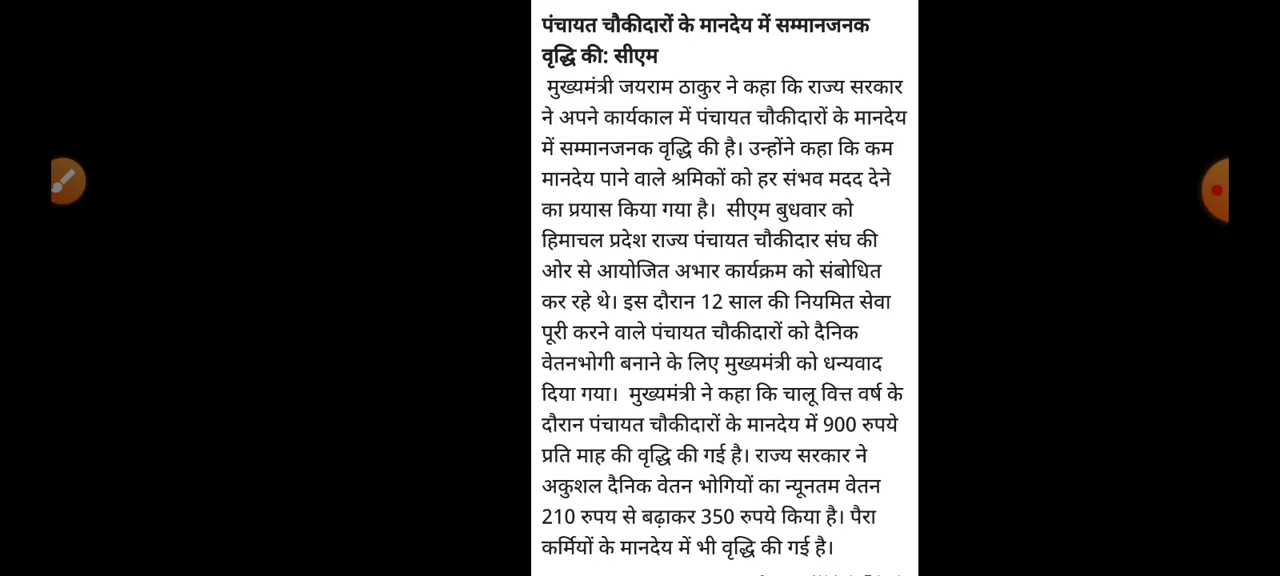 पंचायत चौकीदारों के मानदेय में सम्मानजनक
वृद्धि की: सीएम
मुख्यमंत्री जयराम ठाकुर ने कहा कि राज्य सरकार
ने अपने कार्यकाल में पंचायत चौकीदारों के मानदेय
में सम्मानजनक वृद्धि की है। उन्होंने कहा कि कम
मानदेय पाने वाले श्रमिकों को हर संभव मदद देने
का प्रयास किया गया है। सीएम बुधवार को
हिमाचल प्रदेश राज्य पंचायत चौकीदार संघ की
ओर से आयोजित अभार कार्यक्रम को संबोधित
कर रहे थे। इस दौरान 12 साल की नियमित सेवा
पूरी करने वाले पंचायत चौकीदारों को दैनिक
वेतनभोगी बनाने के लिए मुख्यमंत्री को धन्यवाद
दिया गया। मुख्यमंत्री ने कहा कि चालू वित्त वर्ष के
दौरान पंचायत चौकीदारों के मानदेय में 900 रुपये
प्रति माह की वृद्धि की गई है। राज्य सरकार ने
अकुशल दैनिक वेतन भोगियों का न्यूनतम वेतन
210 रुपय से बढ़ाकर 350 रुपये किया है। पैरा
कर्मियों के मानदेय में भी वृद्धि की गई है।